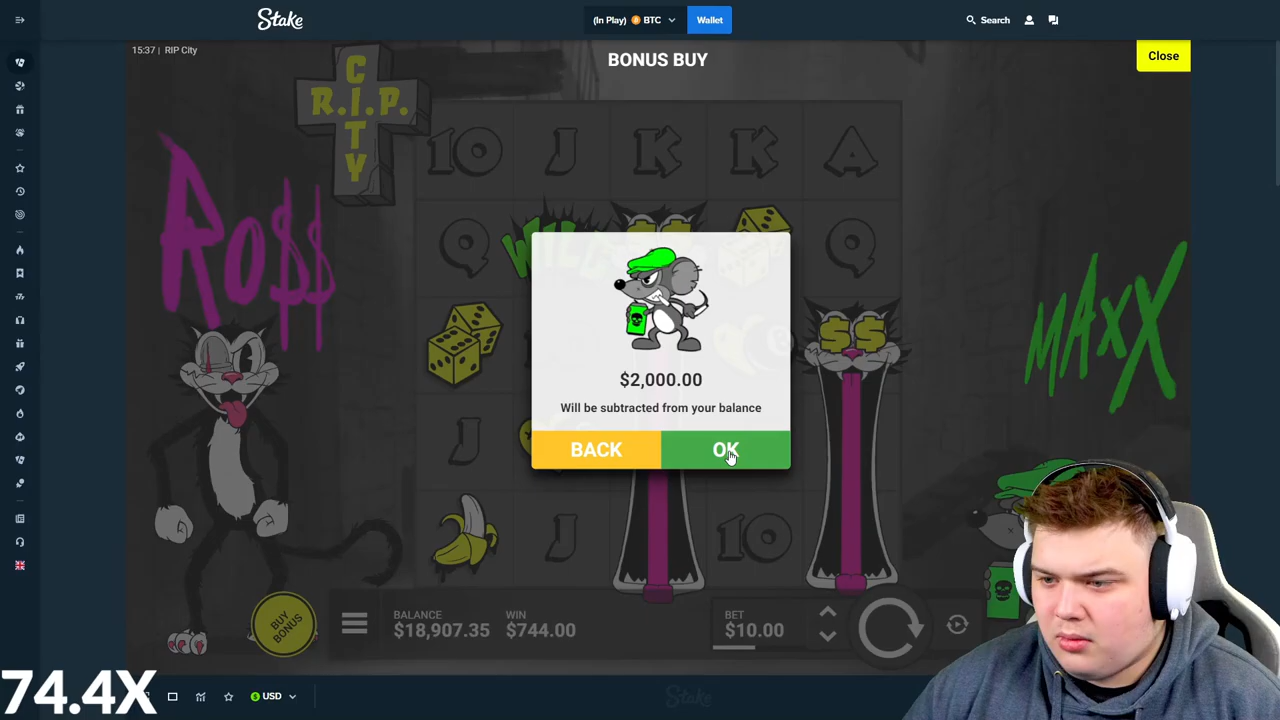 Stake
(In Play) BTC
Wallet
Search
15:37 | RIP City
BONUS BUY
Close
C
R.I.P.
T
Y
10 J K K A
Q WILD Q
RO$$
MAXX
$$
$2,000.00
Will be subtracted from your balance
BACK
OK
J
J
10
BUY BONUS
BALANCE
$18,907.35
WIN
$744.00
BET
$10.00
74.4X
USD
Stake